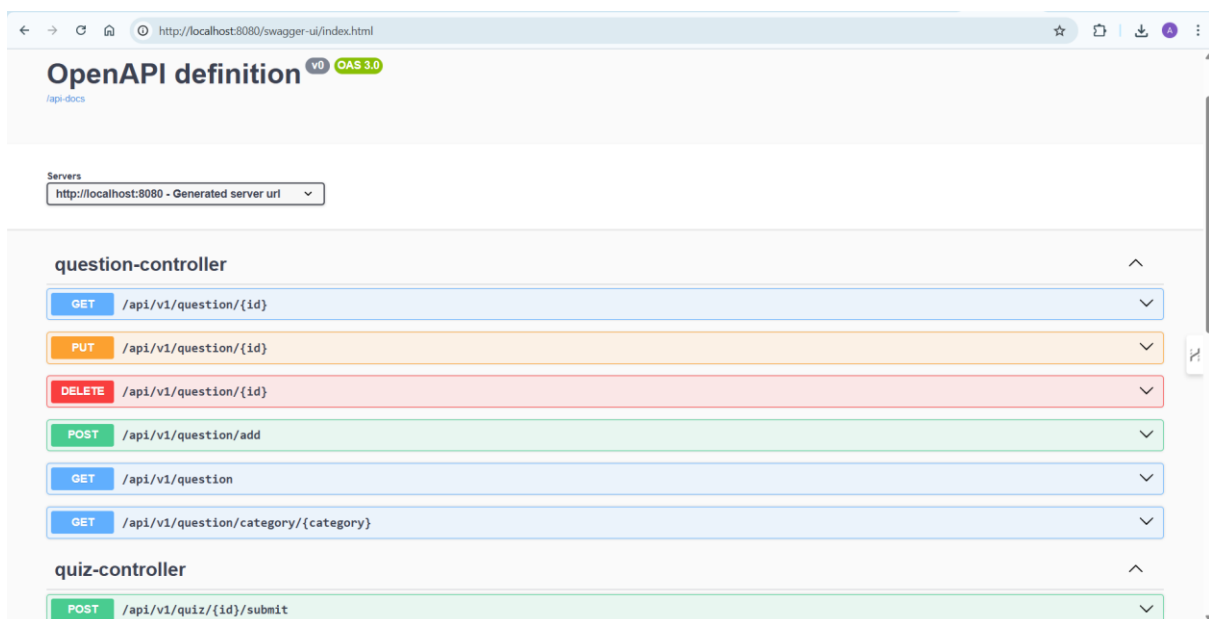 http://localhost:8080/swagger-ui/index.html
A
OpenAPI definition v0 OAS 3.0
/api-docs
Servers
http://localhost:8080 - Generated server url
question-controller
GET /api/v1/question/{id}
PUT /api/v1/question/{id}
DELETE /api/v1/question/{id}
POST /api/v1/question/add
GET /api/v1/question
GET /api/v1/question/category/{category}
quiz-controller
POST /api/v1/quiz/{id}/submit